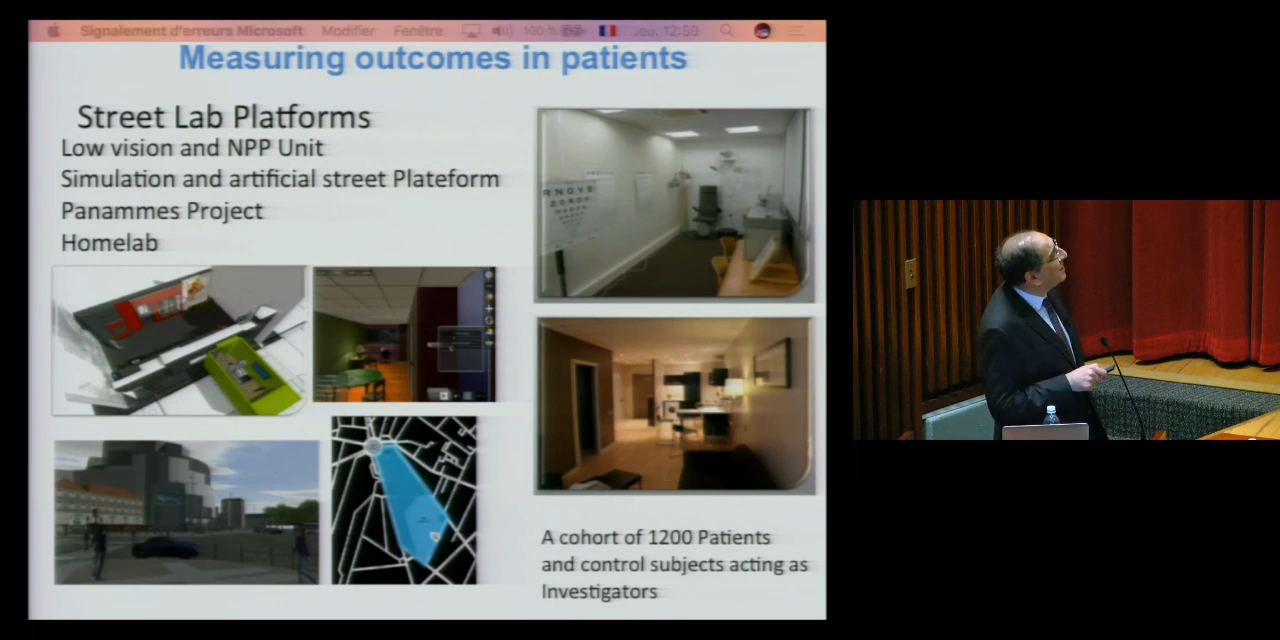 Signalement d'erreurs Microsoft Modifier Fenêtre 100 % Jeu. 12:59
Measuring outcomes in patients
Street Lab Platforms
Low vision and NPP Unit
Simulation and artificial street Plateform
Panammes Project
Homelab
RNOVE
ZORON
A cohort of 1200 Patients
and control subjects acting as
Investigators